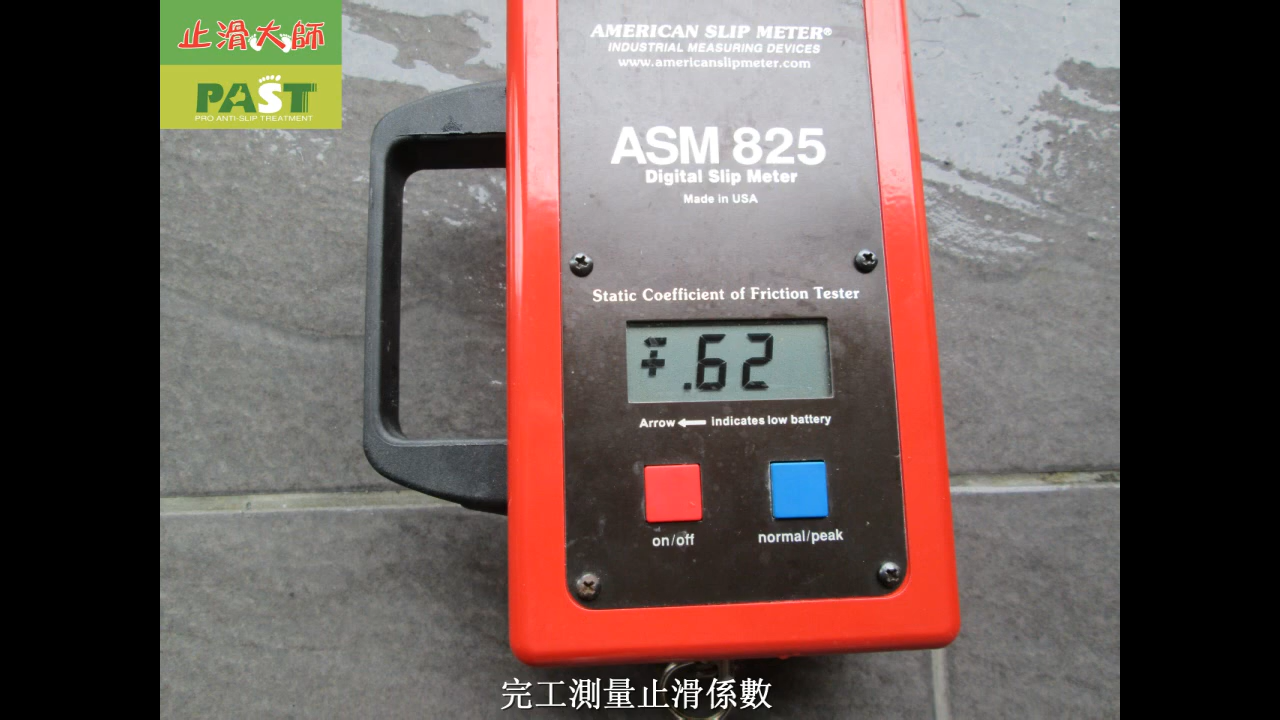 止滑大師
PAST
PRO ANTI-SLIP TREATMENT
AMERICAN SLIP METER®
INDUSTRIAL MEASURING DEVICES
www.americanslipmeter.com
ASM 825
Digital Slip Meter
Made in USA
Static Coefficient of Friction Tester
.62
Arrow ← indicates low battery
on/off
normal/peak
完工測量止滑係數